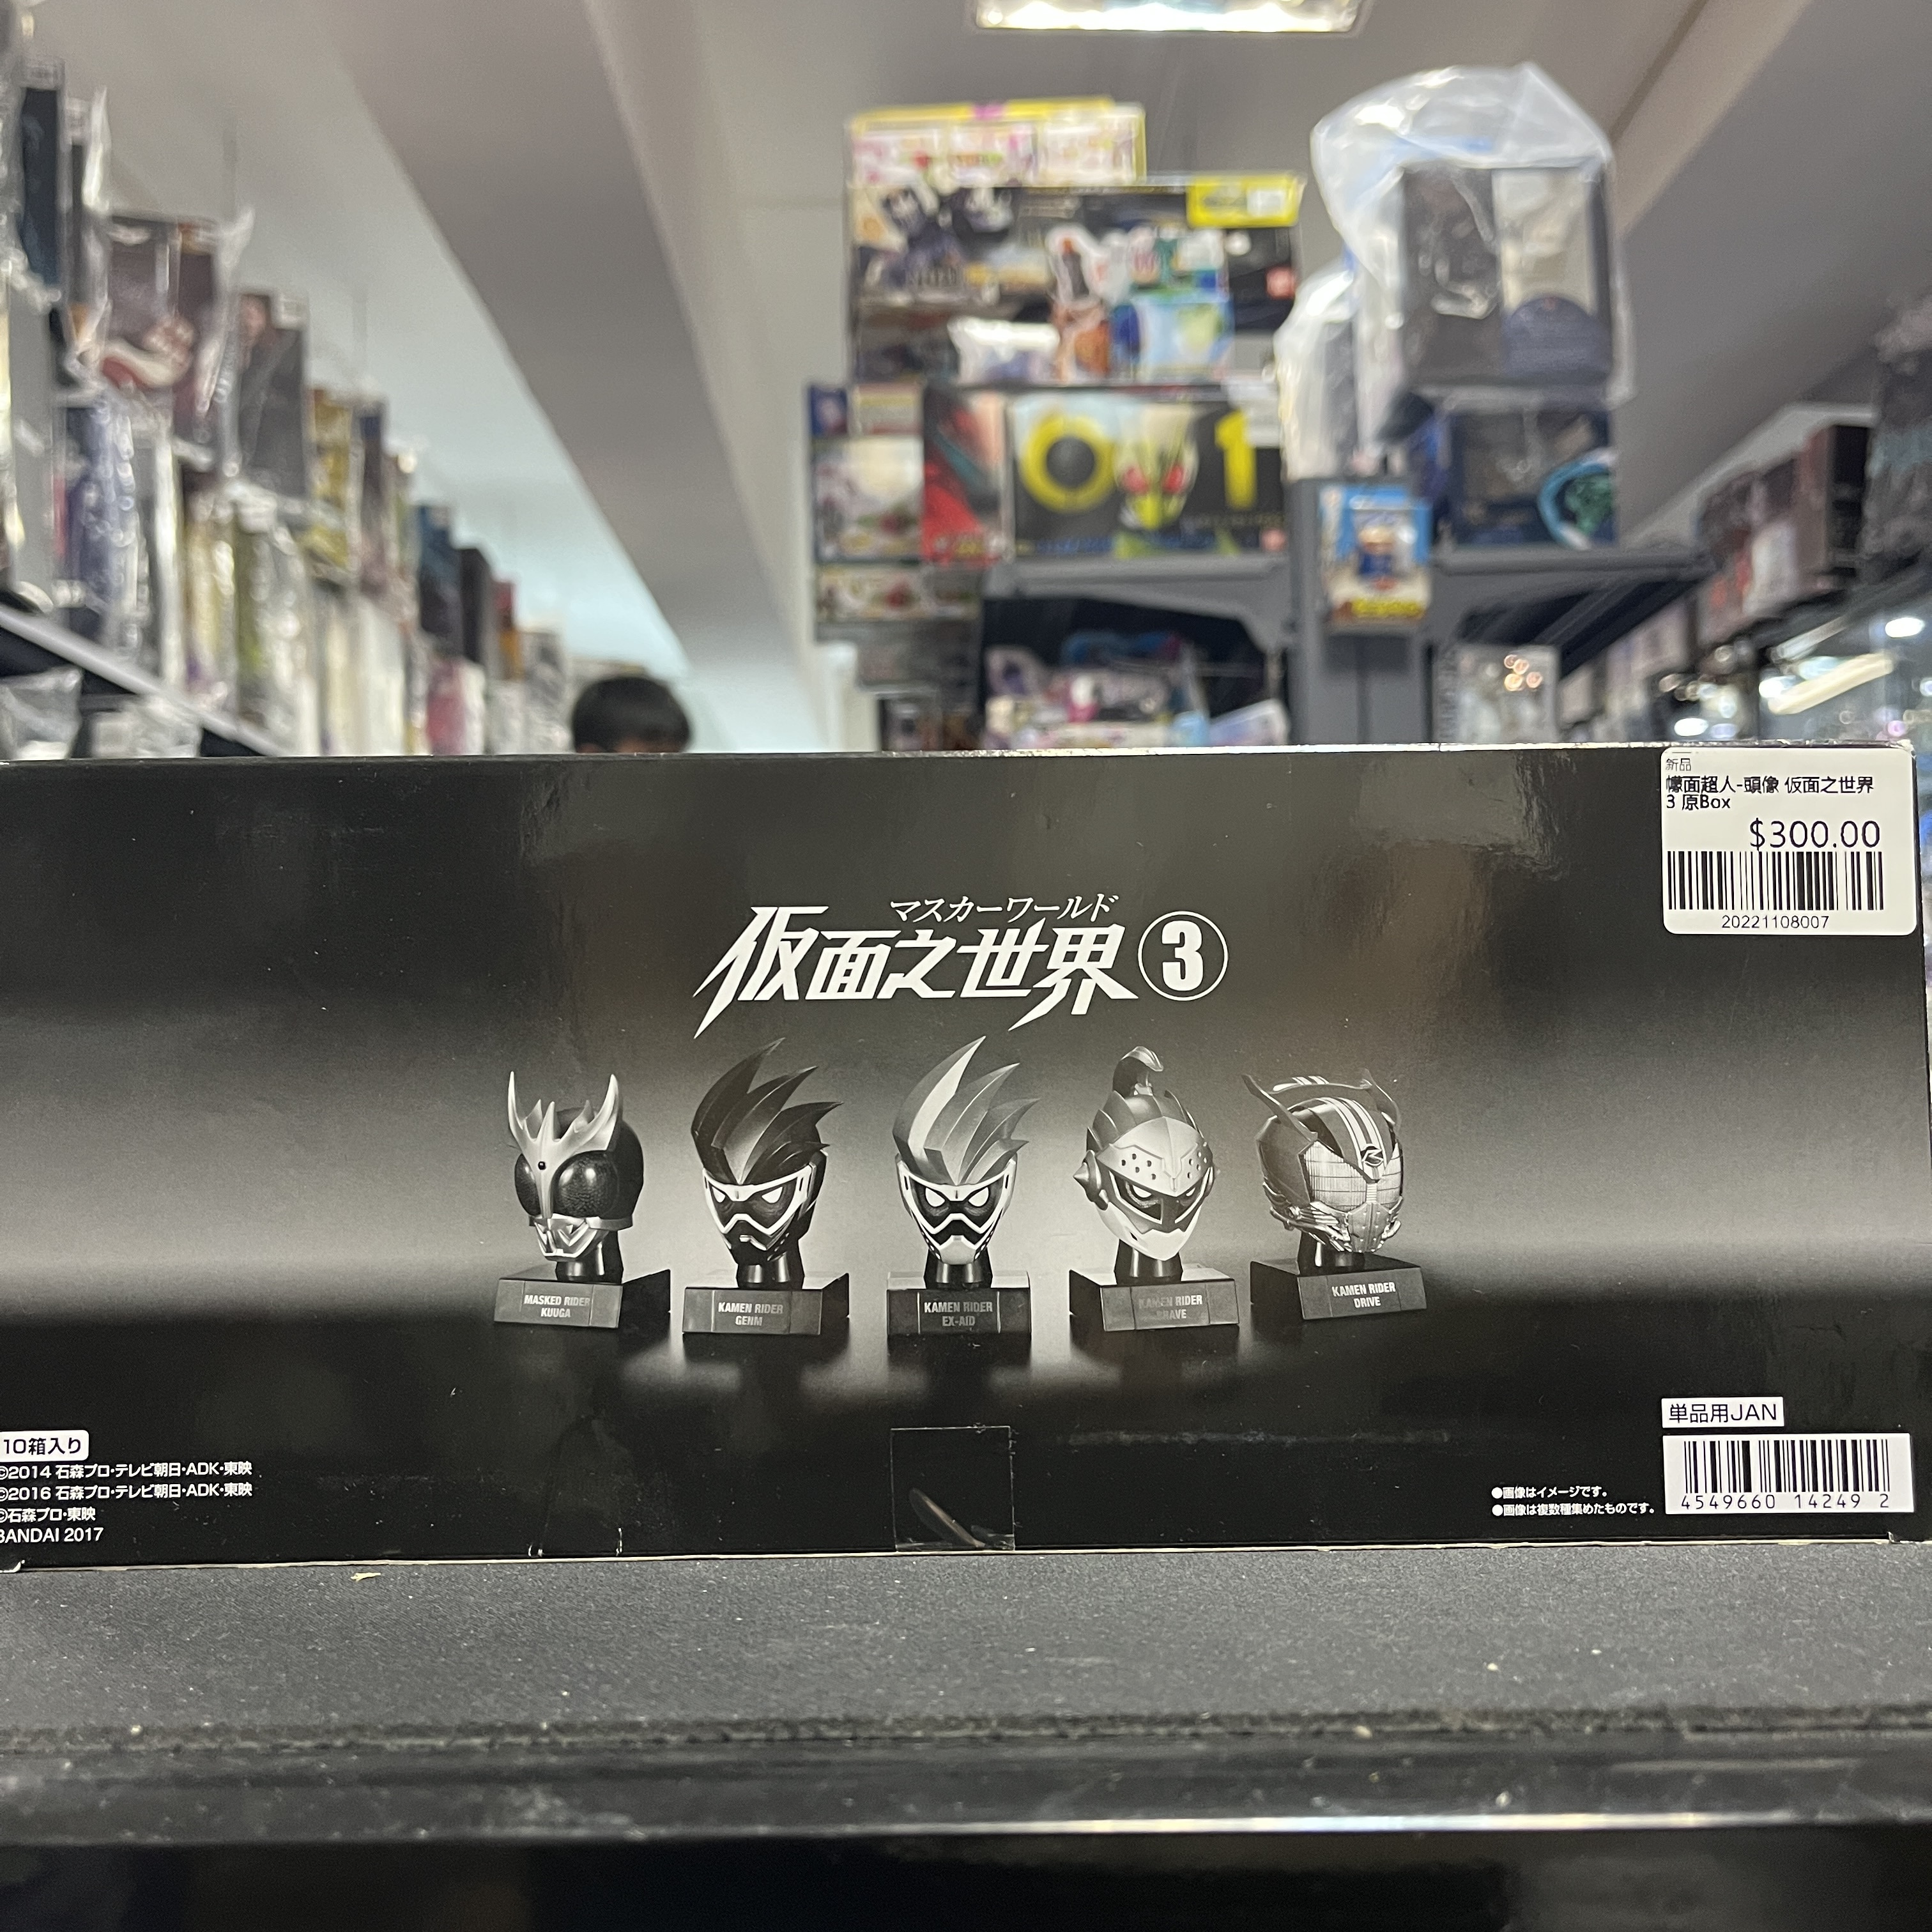 新品
幪面超人-頭像 仮面之世界
3 原Box
$300.00
20221108007
マスカーワールド
仮面之世界③
MASKED RIDER
KUUGA
KAMEN RIDER
GENM
KAMEN RIDER
EX-AID
KAMEN RIDER
BRAVE
KAMEN RIDER
DRIVE
10箱入り
©2014 石森プロ・テレビ朝日・ADK・東映
©2016 石森プロ・テレビ朝日・ADK・東映
©石森プロ・東映
BANDAI 2017
●画像はイメージです。
●画像は複数種集めたものです。
単品用JAN
4549660 14249 2